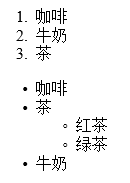 1. 咖啡
2. 牛奶
3. 茶
• 咖啡
• 茶
◦ 红茶
◦ 绿茶
• 牛奶